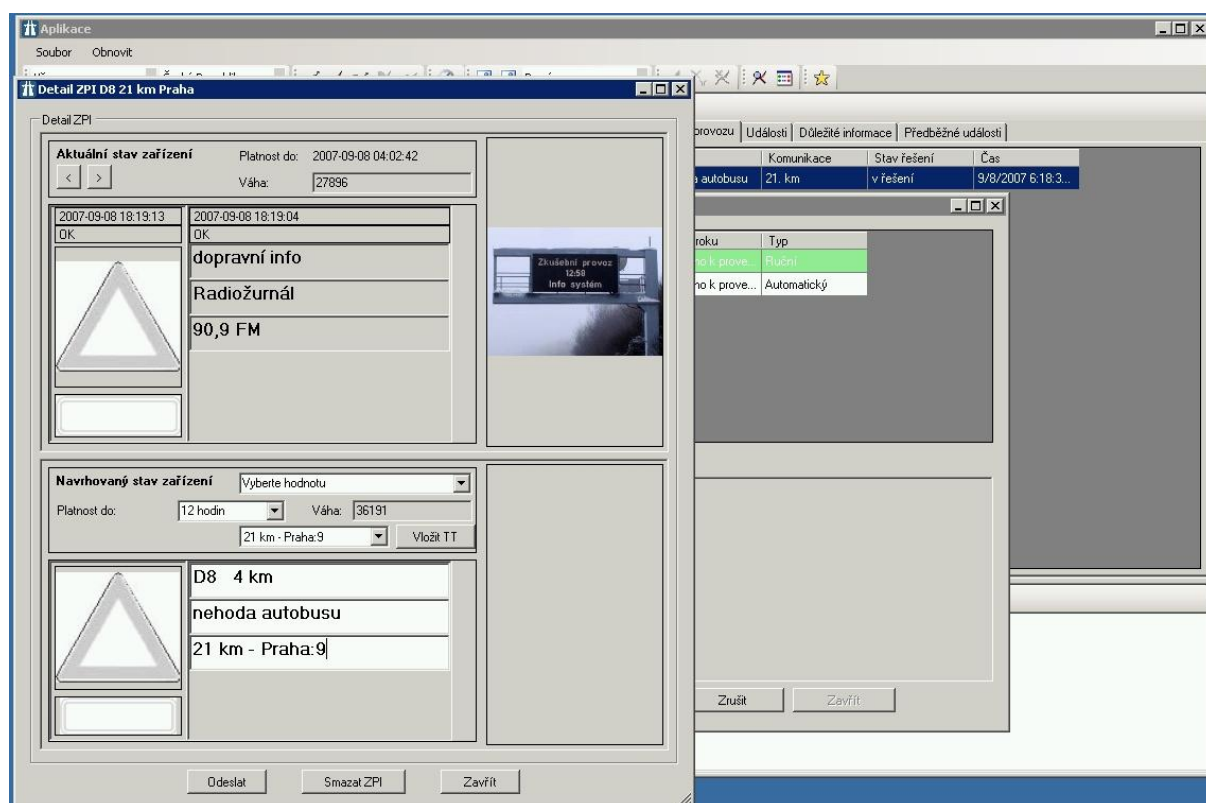 Aplikace
Soubor Obnovit
Detail ZPI D8 21 km Praha
Detail ZPI
Aktuální stav zařízení Platnost do: 2007-09-08 04:02:42
< > Váha: 27896
2007-09-08 18:19:13 2007-09-08 18:19:04
OK OK
dopravní info
Radiožurnál
90,9 FM
Zkušební provoz
12:58
Info systém
Navrhovaný stav zařízení Vyberte hodnotu
Platnost do: 12 hodin Váha: 36191
21 km - Praha:9 Vložit TT
D8 4 km
nehoda autobusu
21 km - Praha:9
Odeslat Smazat ZPI Zavřít
provozu Události Důležité informace Předběžné události
Komunikace Stav řešení Čas
autobusu 21. km v řešení 9/8/2007 6:18:3...
roku Typ
k prove... Ruční
k prove... Automatický
Zrušit Zavřít